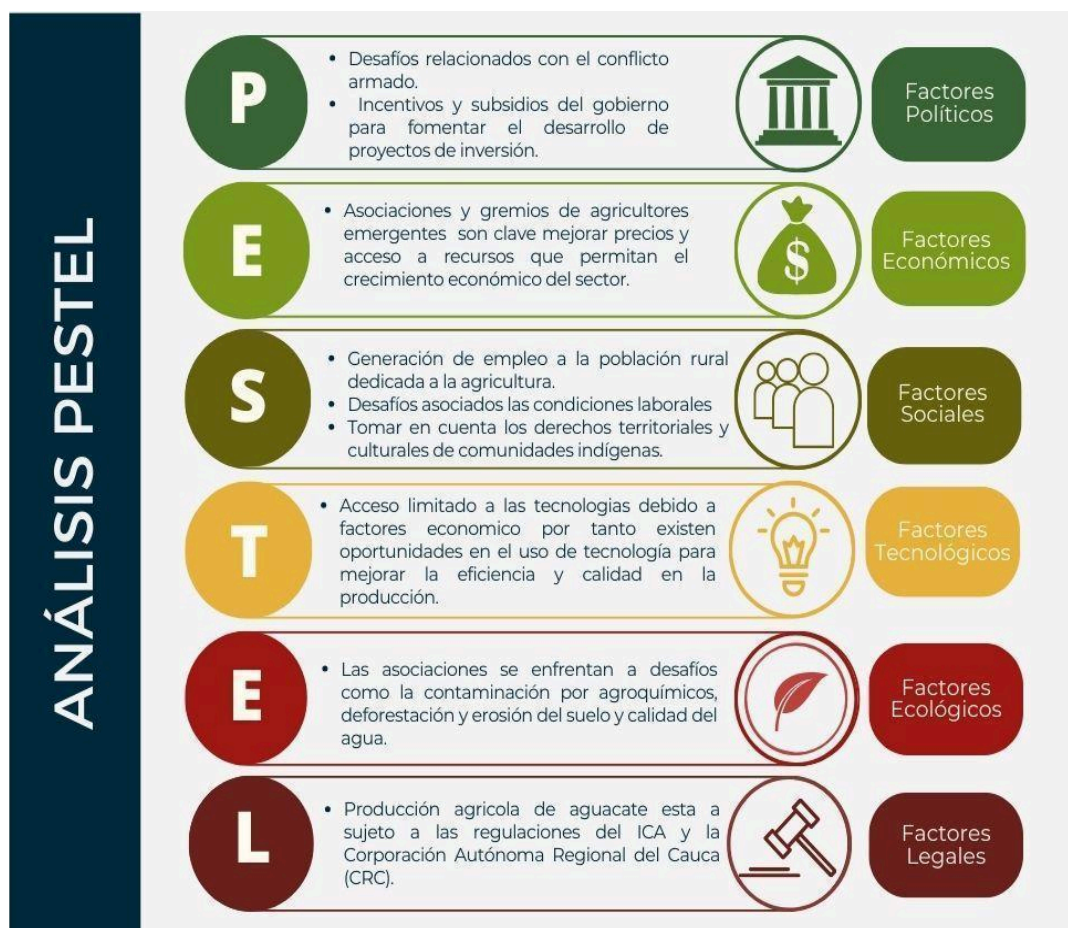 ANÁLISIS PESTEL
P
• Desafíos relacionados con el conflicto
armado.
• Incentivos y subsidios del gobierno
para fomentar el desarrollo de
proyectos de inversión.
Factores
Políticos
E
• Asociaciones y gremios de agricultores
emergentes son clave mejorar precios y
acceso a recursos que permitan el
crecimiento económico del sector.
$
Factores
Económicos
S
• Generación de empleo a la población rural
dedicada a la agricultura.
• Desafíos asociados las condiciones laborales
• Tomar en cuenta los derechos territoriales y
culturales de comunidades indígenas.
Factores
Sociales
T
• Acceso limitado a las tecnologias debido a
factores economico por tanto existen
oportunidades en el uso de tecnología para
mejorar la eficiencia y calidad en la
producción.
Factores
Tecnológicos
E
• Las asociaciones se enfrentan a desafíos
como la contaminación por agroquímicos,
deforestación y erosión del suelo y calidad del
agua.
Factores
Ecológicos
L
• Producción agricola de aguacate esta a
sujeto a las regulaciones del ICA y la
Corporación Autónoma Regional del Cauca
(CRC).
Factores
Legales